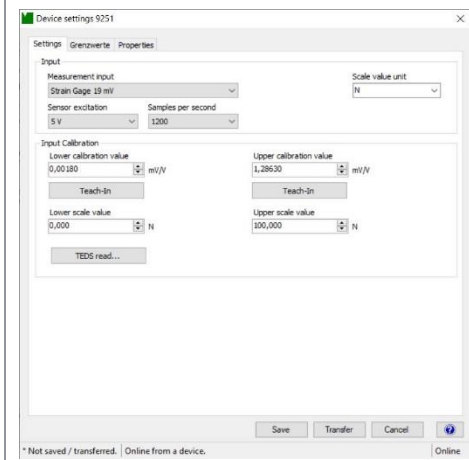 Device settings 9251
Settings Grenzwerte Properties
Input
Measurement input
Scale value unit
Strain Gage 19 mV
N
Sensor excitation Samples per second
5 V 1200
Input Calibration
Lower calibration value Upper calibration value
0,00180 mV/V 1,28630 mV/V
Teach-In Teach-In
Lower scale value Upper scale value
0,000 N 100,000 N
TEDS read...
Save Transfer Cancel ?
* Not saved / transferred. Online from a device. Online